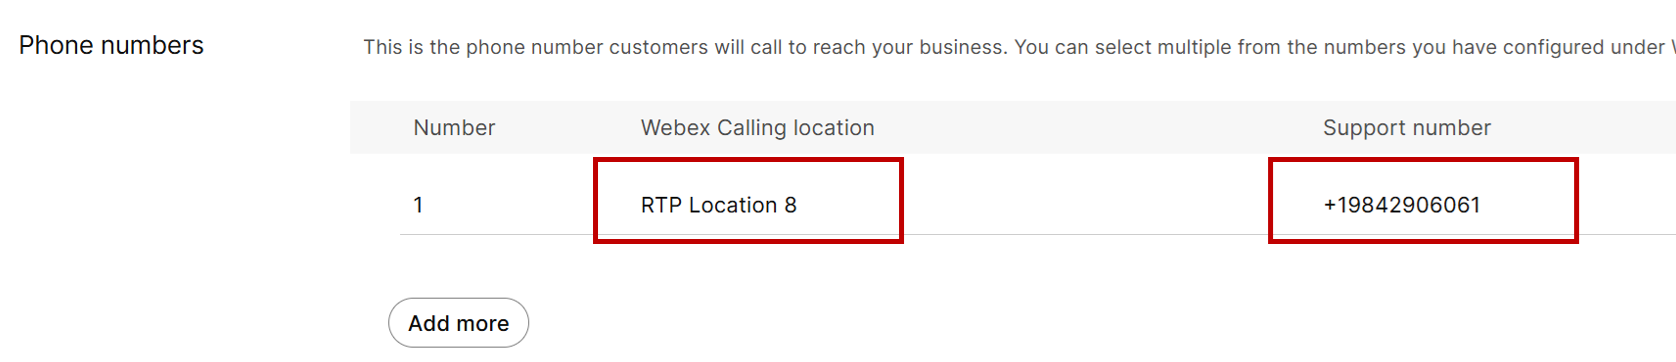 Phone numbers
This is the phone number customers will call to reach your business. You can select multiple from the numbers you have configured under
Number Webex Calling location Support number
1 RTP Location 8 +19842906061
Add more